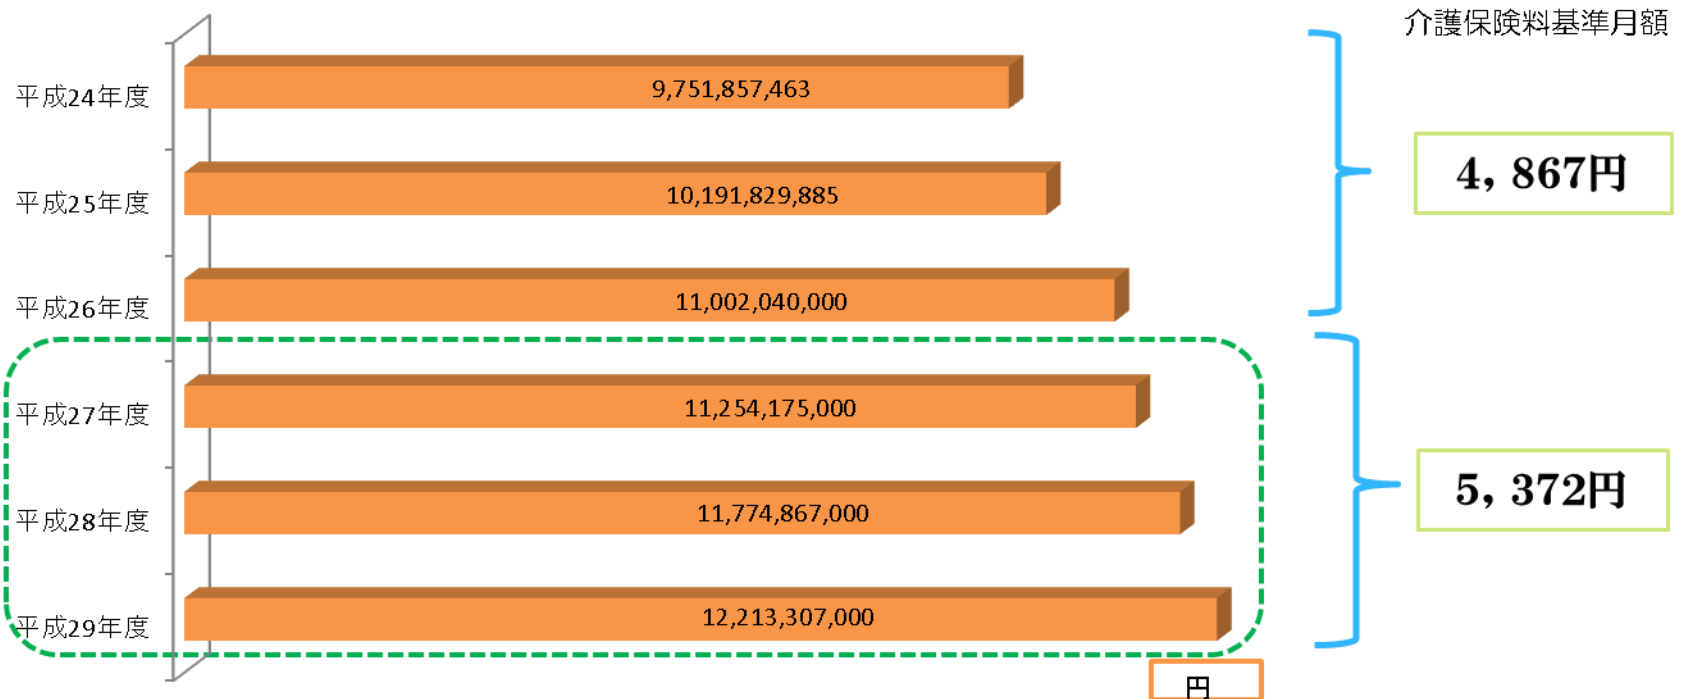 介護保険料基準月額
平成24年度
9,751,857,463
平成25年度
10,191,829,885
4，867円
平成26年度
11,002,040,000
平成27年度
11,254,175,000
平成28年度
11,774,867,000
5，372円
平成29年度
12,213,307,000
円